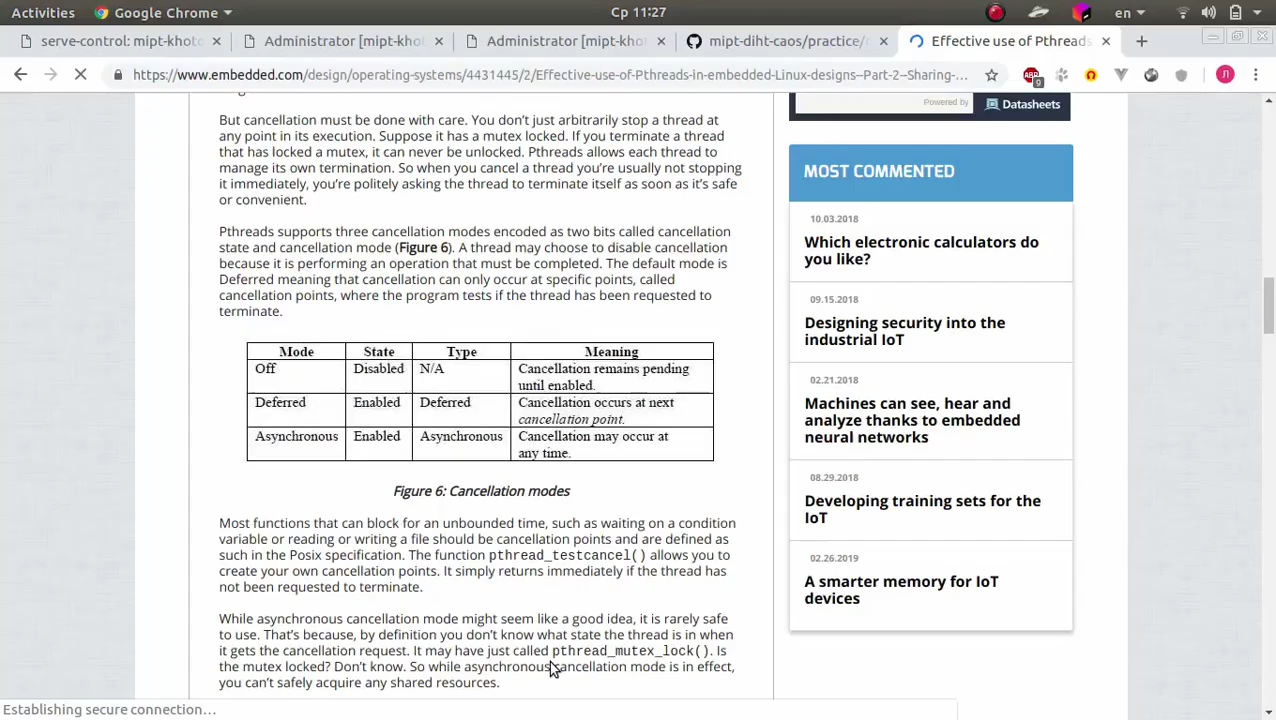 Activities
Google Chrome
Ср 11:27
en
serve-control: mipt-khoto
Administrator [mipt-kho
Administrator [mipt-kho
mipt-diht-caos/practice/
Effective use of Pthreads
https://www.embedded.com/design/operating-systems/4431445/2/Effective-use-of-Pthreads-in-embedded-Linux-designs--Part-2--Sharing-...
9
Л
But cancellation must be done with care. You don't just arbitrarily stop a thread at
any point in its execution. Suppose it has a mutex locked. If you terminate a thread
that has locked a mutex, it can never be unlocked. Pthreads allows each thread to
manage its own termination. So when you cancel a thread you're usually not stopping
it immediately, you're politely asking the thread to terminate itself as soon as it's safe
or convenient.
Pthreads supports three cancellation modes encoded as two bits called cancellation
state and cancellation mode (Figure 6). A thread may choose to disable cancellation
because it is performing an operation that must be completed. The default mode is
Deferred meaning that cancellation can only occur at specific points, called
cancellation points, where the program tests if the thread has been requested to
terminate.
Mode State Type Meaning
Off Disabled N/A Cancellation remains pending
until enabled.
Deferred Enabled Deferred Cancellation occurs at next
cancellation point.
Asynchronous Enabled Asynchronous Cancellation may occur at
any time.
Figure 6: Cancellation modes
Most functions that can block for an unbounded time, such as waiting on a condition
variable or reading or writing a file should be cancellation points and are defined as
such in the Posix specification. The function pthread_testcancel() allows you to
create your own cancellation points. It simply returns immediately if the thread has
not been requested to terminate.
While asynchronous cancellation mode might seem like a good idea, it is rarely safe
to use. That's because, by definition you don't know what state the thread is in when
it gets the cancellation request. It may have just called pthread_mutex_lock(). Is
the mutex locked? Don't know. So while asynchronous cancellation mode is in effect,
you can't safely acquire any shared resources.
Powered by
Datasheets
MOST COMMENTED
10.03.2018
Which electronic calculators do
you like?
09.15.2018
Designing security into the
industrial IoT
02.21.2018
Machines can see, hear and
analyze thanks to embedded
neural networks
08.29.2018
Developing training sets for the
IoT
02.26.2019
A smarter memory for IoT
devices
Establishing secure connection…